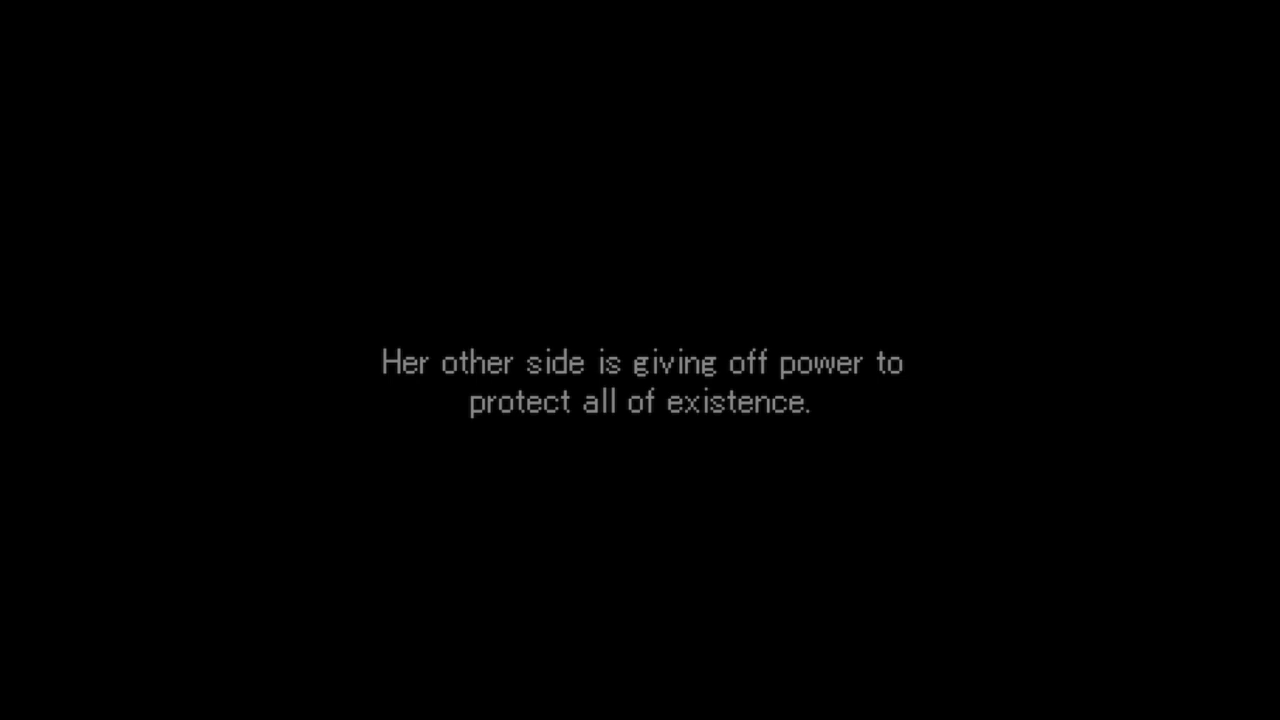 Her other side is giving off power to
protect all of existence.